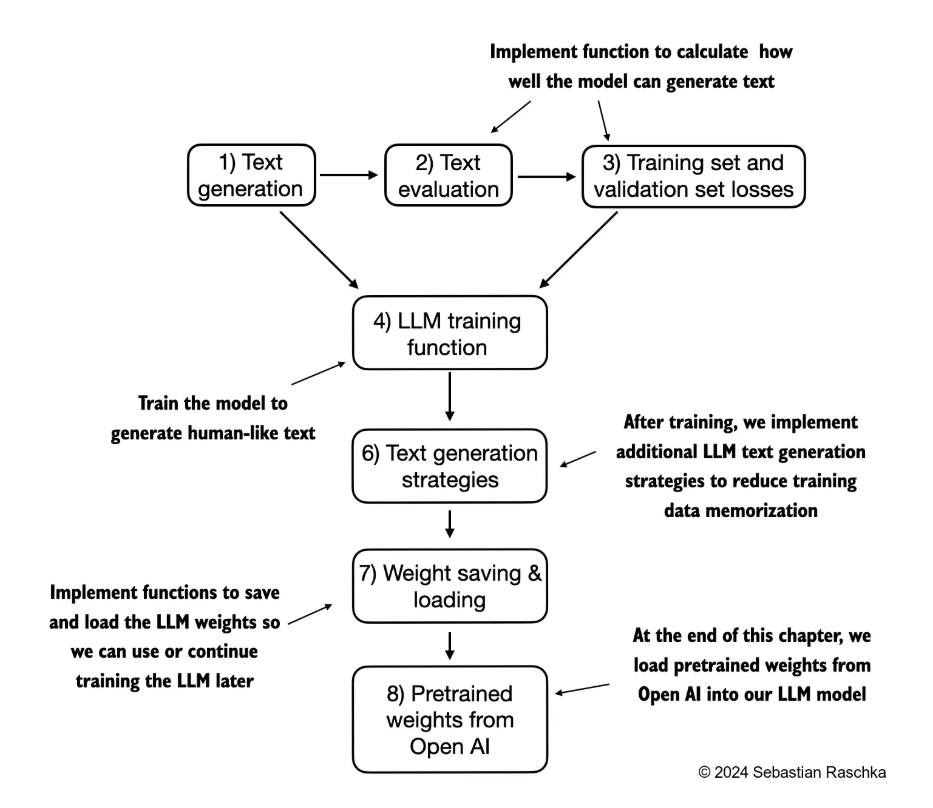 Implement function to calculate how
well the model can generate text
1) Text
generation
2) Text
evaluation
3) Training set and
validation set losses
4) LLM training
function
Train the model to
generate human-like text
6) Text generation
strategies
After training, we implement
additional LLM text generation
strategies to reduce training
data memorization
7) Weight saving &
loading
Implement functions to save
and load the LLM weights so
we can use or continue
training the LLM later
8) Pretrained
weights from
Open AI
At the end of this chapter, we
load pretrained weights from
Open AI into our LLM model
© 2024 Sebastian Raschka